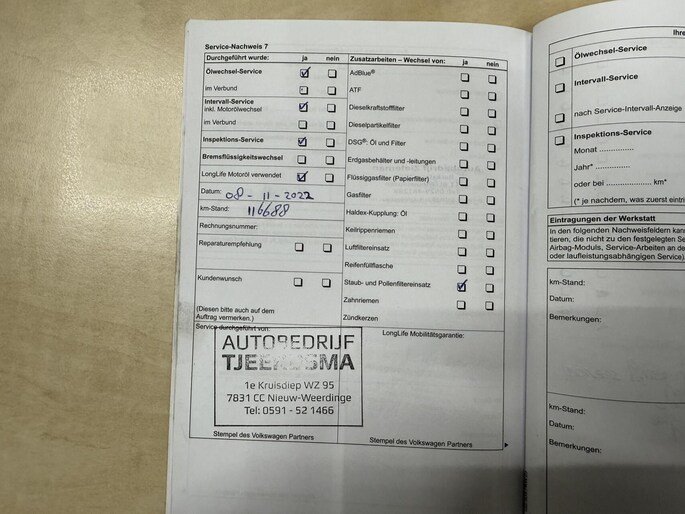 Service-Nachweis 7
Durchgeführt wurde: ja nein
Ölwechsel-Service
im Verbund
Intervall-Service
inkl. Motorölwechsel
im Verbund
Inspektions-Service
Bremsflüssigkeitswechsel
LongLife Motoröl verwendet
Datum: 08 - 11 - 2022
km-Stand: 116688
Rechnungsnummer:
Reparaturempfehlung
Kundenwunsch
(Diesen bitte auch auf dem
Auftrag vermerken.)
Service durchgeführt von:
AUTOBEDRIJF
1e Kruisdiep WZ 95
7831 CC Nieuw-Weerdinge
Tel: 0591 - 52 1466
Stempel des Volkswagen Partners
Zusatzarbeiten – Wechsel von: ja nein
AdBlue®
ATF
Dieselkraftstofffilter
Dieselpartikelfilter
DSG®: Öl und Filter
Erdgasbehälter und -leitungen
Flüssiggasfilter (Papierfilter)
Gasfilter
Haldex-Kupplung: Öl
Keilrippenriemen
Luftfiltereinsatz
Reifenfüllflasche
Staub- und Pollenfiltereinsatz
Zahnriemen
Zündkerzen
LongLife Mobilitätsgarantie:
Stempel des Volkswagen Partners
Ihre
Ölwechsel-Service
Intervall-Service
nach Service-Intervall-Anzeige
Inspektions-Service
Monat ..............
Jahr* ..............
oder bei .................. km*
(* je nachdem, was zuerst eintri
Eintragungen der Werkstatt
In den folgenden Nachweisfeldern kan
tieren, die nicht zu den festgelegten Se
Airbag-Moduls, Service-Arbeiten an de
oder laufleistungsabhängigen Service).
km-Stand:
Datum:
Bemerkungen:
km-Stand:
Datum:
Bemerkungen: